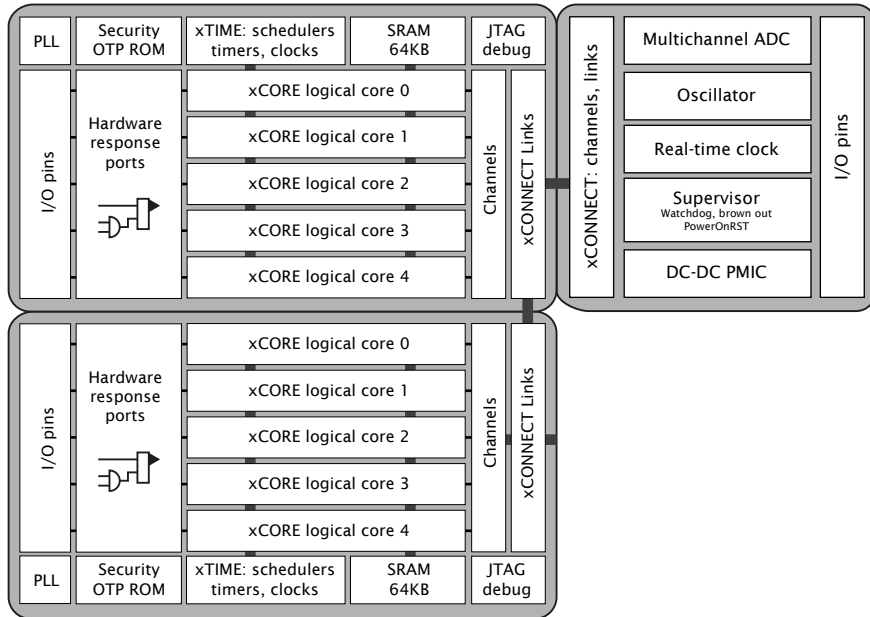 PLL
Security
OTP ROM
xTIME: schedulers
timers, clocks
SRAM
64KB
JTAG
debug
I/O pins
Hardware
response
ports
xCORE logical core 0
xCORE logical core 1
xCORE logical core 2
xCORE logical core 3
xCORE logical core 4
Channels
xCONNECT Links
xCONNECT: channels, links
Multichannel ADC
Oscillator
Real-time clock
Supervisor
Watchdog, brown out
PowerOnRST
DC-DC PMIC
I/O pins
I/O pins
Hardware
response
ports
xCORE logical core 0
xCORE logical core 1
xCORE logical core 2
xCORE logical core 3
xCORE logical core 4
Channels
xCONNECT Links
PLL
Security
OTP ROM
xTIME: schedulers
timers, clocks
SRAM
64KB
JTAG
debug